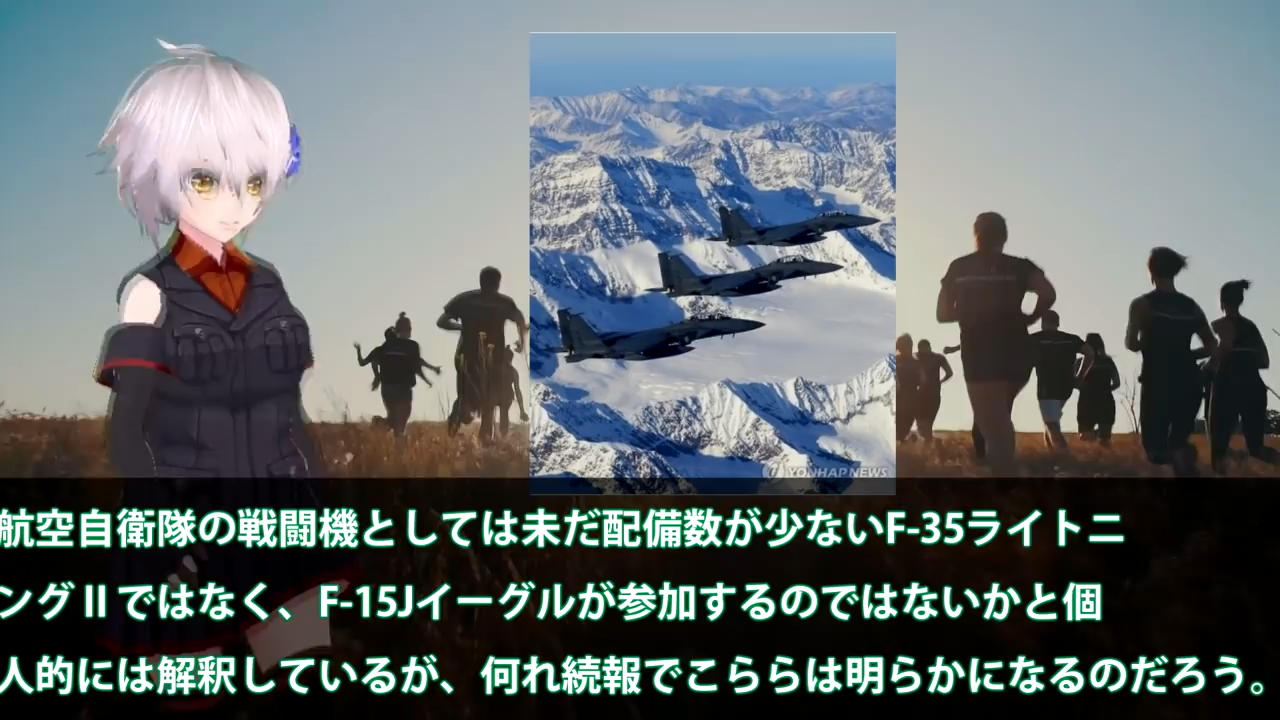 YONHAP NEWS
航空自衛隊の戦闘機としては未だ配備数が少ないF-35ライトニ
ングⅡではなく、F-15Jイーグルが参加するのではないかと個
人的には解釈しているが、何れ続報でこららは明らかになるのだろう。